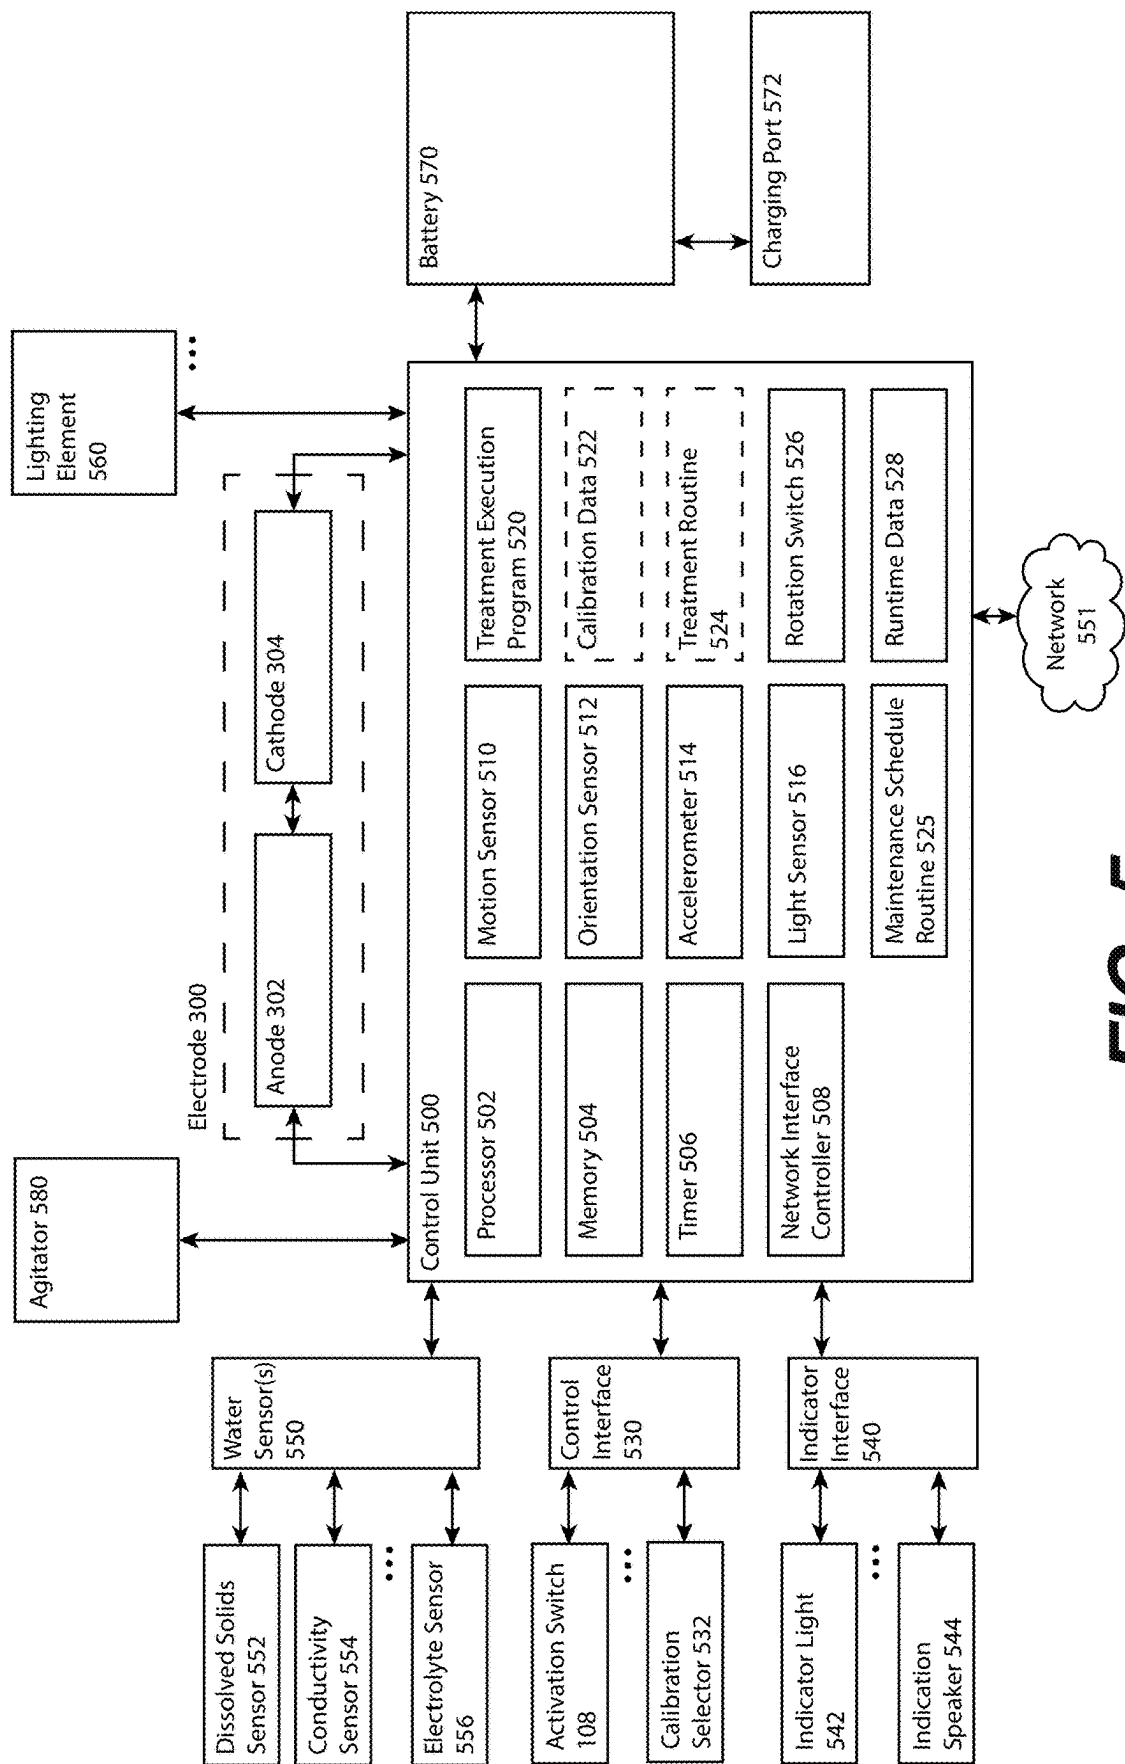 Dissolved Solids
Sensor 552
Conductivity
Sensor 554
...
Electrolyte Sensor
556
Water
Sensor(s)
550
Activation Switch
108
...
Calibration
Selector 532
Control
Interface
530
Indicator Light
542
...
Indication
Speaker 544
Indicator
Interface
540
Agitator 580
Electrode 300
Anode 302
Cathode 304
Lighting
Element
560
...
Control Unit 500
Processor 502
Memory 504
Timer 506
Network Interface
Controller 508
Motion Sensor 510
Orientation Sensor 512
Accelerometer 514
Light Sensor 516
Maintenance Schedule
Routine 525
Treatment Execution
Program 520
Calibration Data 522
Treatment Routine
524
Rotation Switch 526
Runtime Data 528
Battery 570
Charging Port 572
Network
551